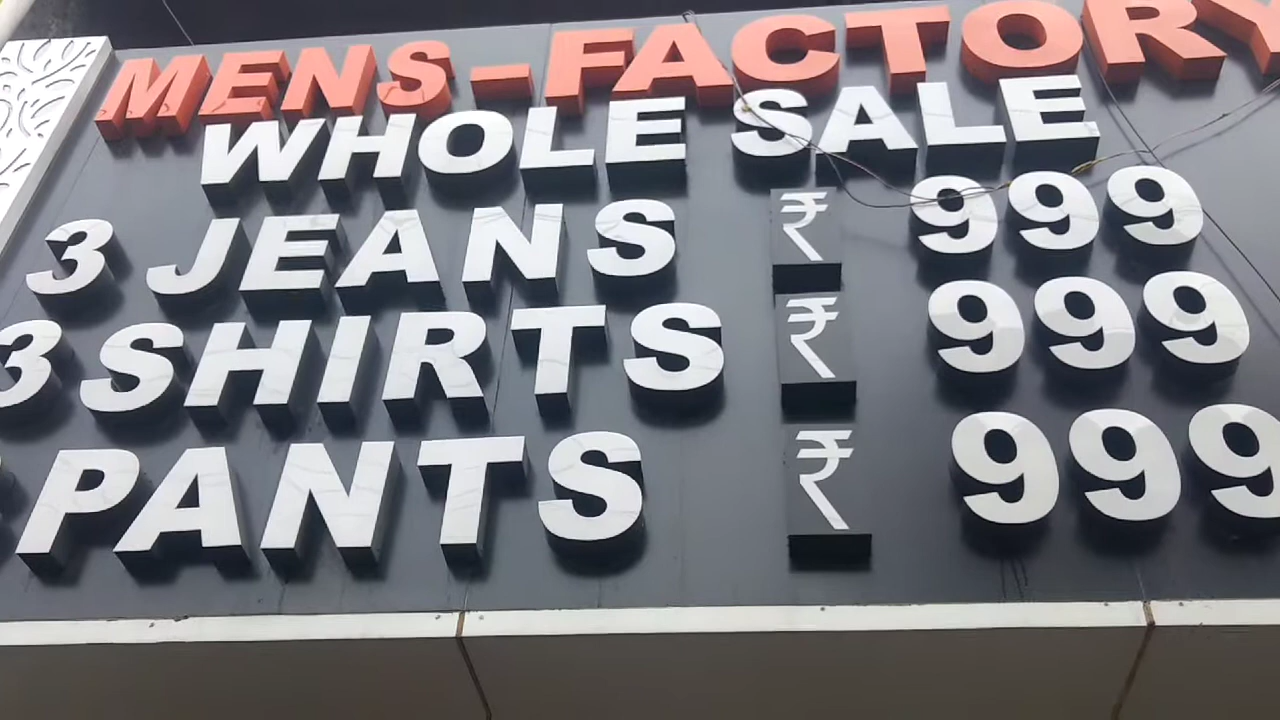 MENS-FACTORY
WHOLE SALE
3 JEANS ₹ 999
3 SHIRTS ₹ 999
PANTS ₹ 999